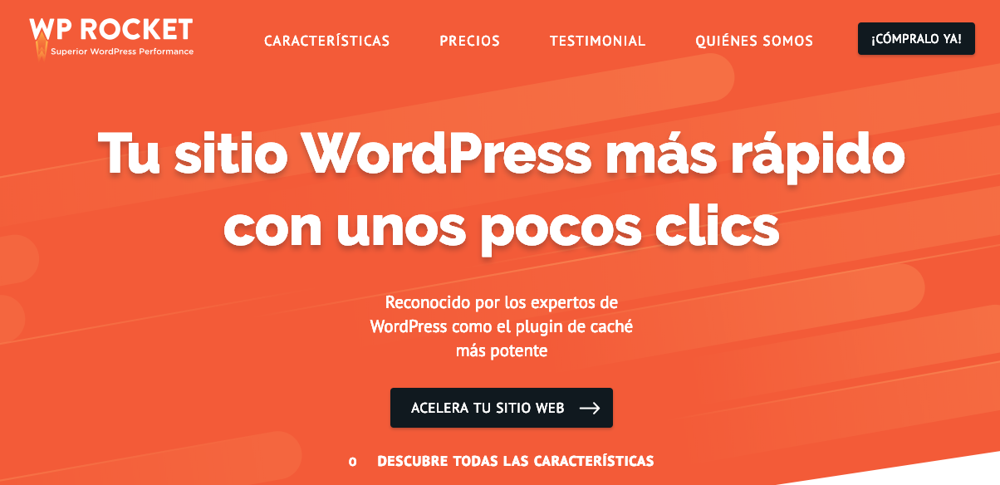 WP ROCKET
Superior WordPress Performance
CARACTERÍSTICAS
PRECIOS
TESTIMONIAL
QUIÉNES SOMOS
¡CÓMPRALO YA!
Tu sitio WordPress más rápido
con unos pocos clics
Reconocido por los expertos de
WordPress como el plugin de caché
más potente
ACELERA TU SITIO WEB →
O DESCUBRE TODAS LAS CARACTERÍSTICAS